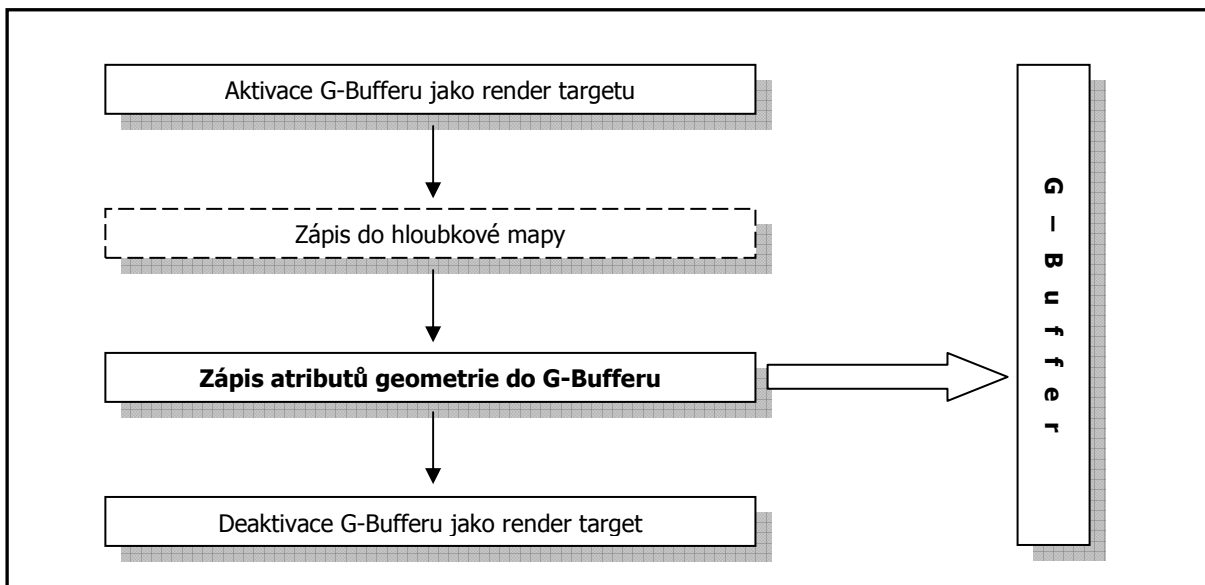 Aktivace G-Bufferu jako render targetu
Zápis do hloubkové mapy
Zápis atributů geometrie do G-Bufferu
Deaktivace G-Bufferu jako render target
G – B u f f e r